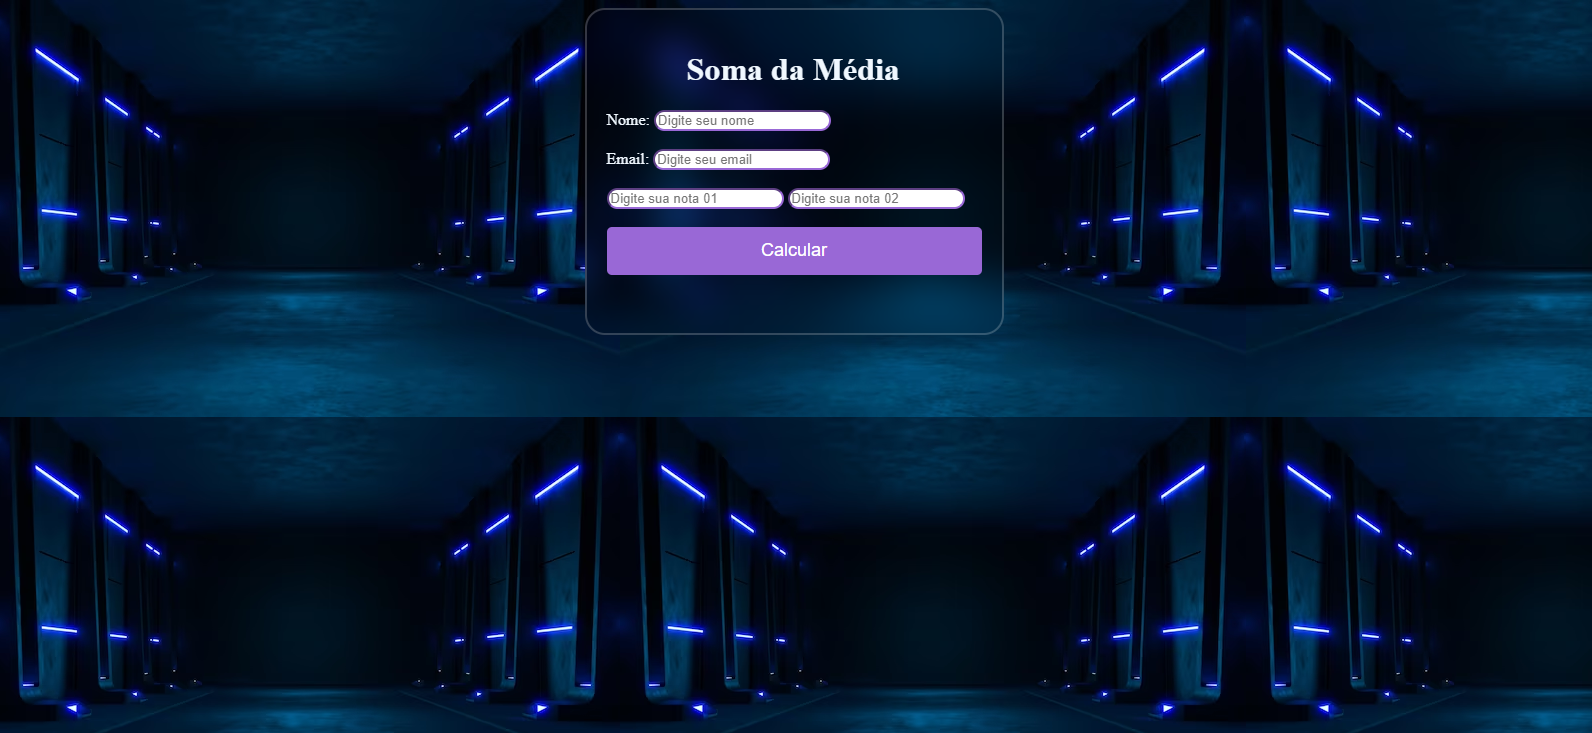 Soma da Média
Nome: Digite seu nome
Email: Digite seu email
Digite sua nota 01 Digite sua nota 02
Calcular